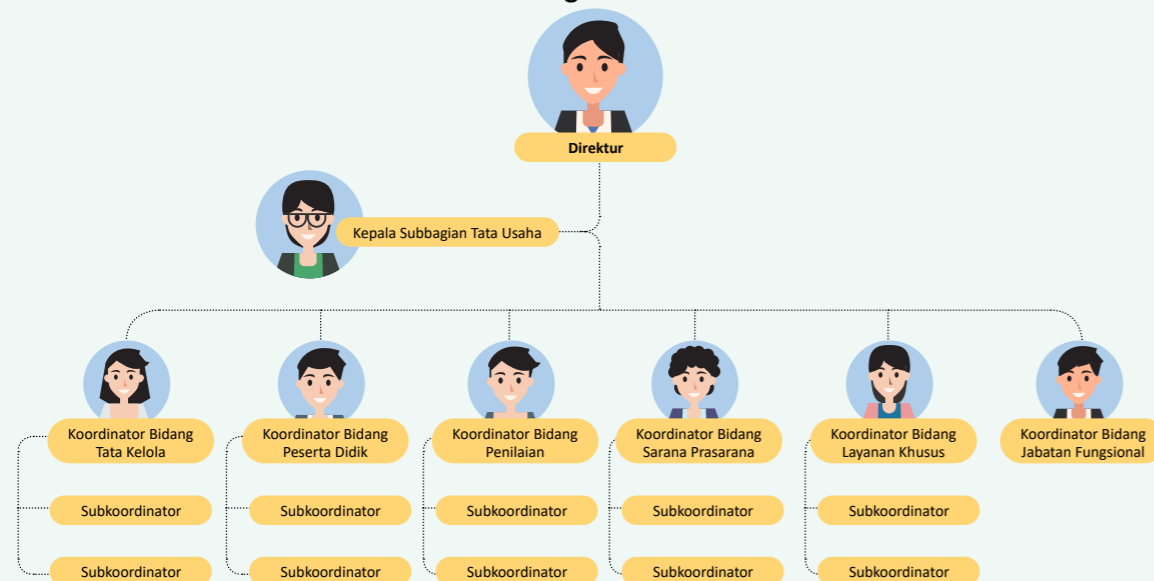 Direktur
Kepala Subbagian Tata Usaha
Koordinator Bidang
Tata Kelola
Koordinator Bidang
Peserta Didik
Koordinator Bidang
Penilaian
Koordinator Bidang
Sarana Prasarana
Koordinator Bidang
Layanan Khusus
Koordinator Bidang
Jabatan Fungsional
Subkoordinator
Subkoordinator
Subkoordinator
Subkoordinator
Subkoordinator
Subkoordinator
Subkoordinator
Subkoordinator
Subkoordinator
Subkoordinator